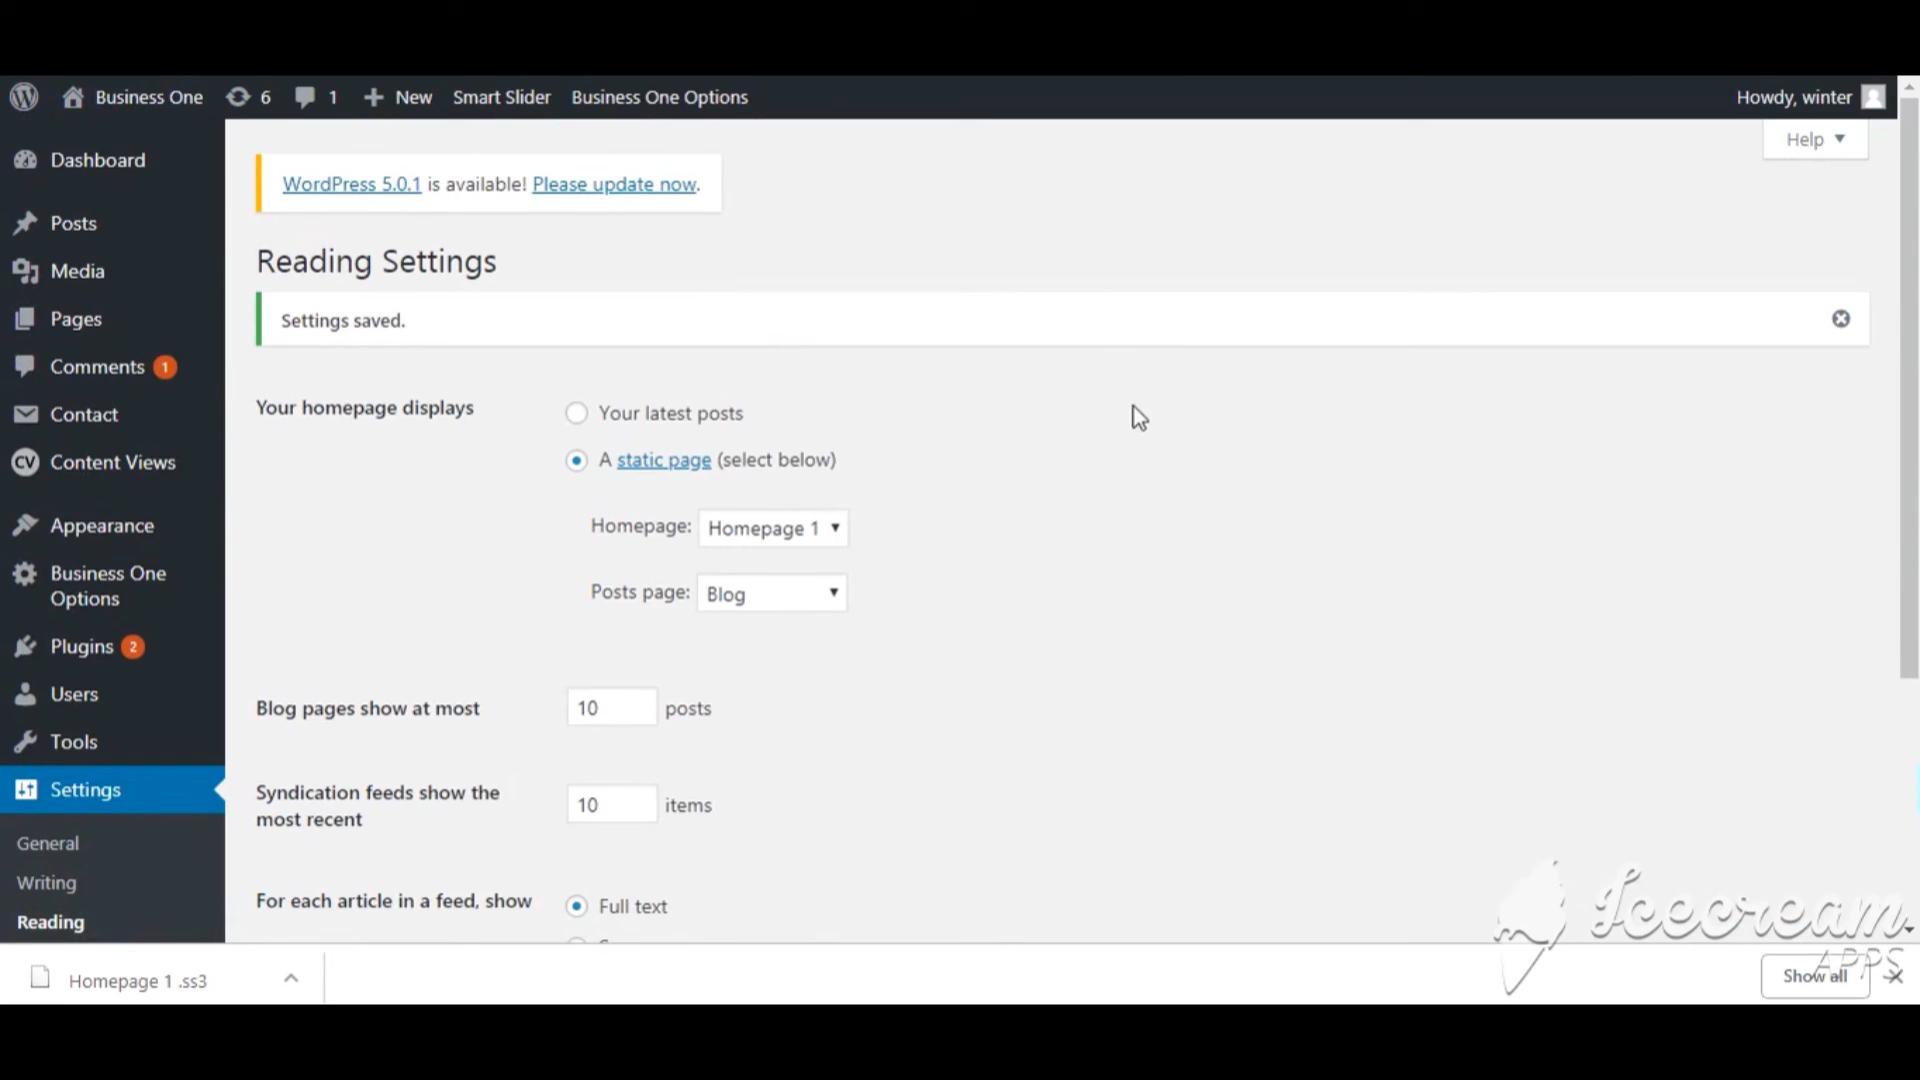 Business One 6 1 New Smart Slider Business One Options Howdy, winter
Help
Dashboard
Posts
Media
Pages
Comments 1
Contact
CV Content Views
Appearance
Business One
Options
Plugins 2
Users
Tools
Settings
General
Writing
Reading
WordPress 5.0.1 is available! Please update now.
Reading Settings
Settings saved.
Your homepage displays
Your latest posts
A static page (select below)
Homepage: Homepage 1
Posts page: Blog
Blog pages show at most 10 posts
Syndication feeds show the
most recent
10 items
For each article in a feed, show Full text
Homepage 1 .ss3
Show all
Icecream
APPS